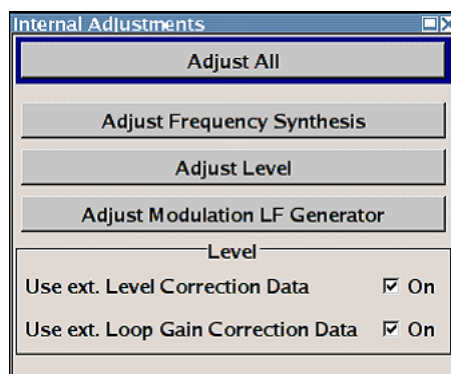 Internal Adjustments
Adjust All
Adjust Frequency Synthesis
Adjust Level
Adjust Modulation LF Generator
Level
Use ext. Level Correction Data On
Use ext. Loop Gain Correction Data On